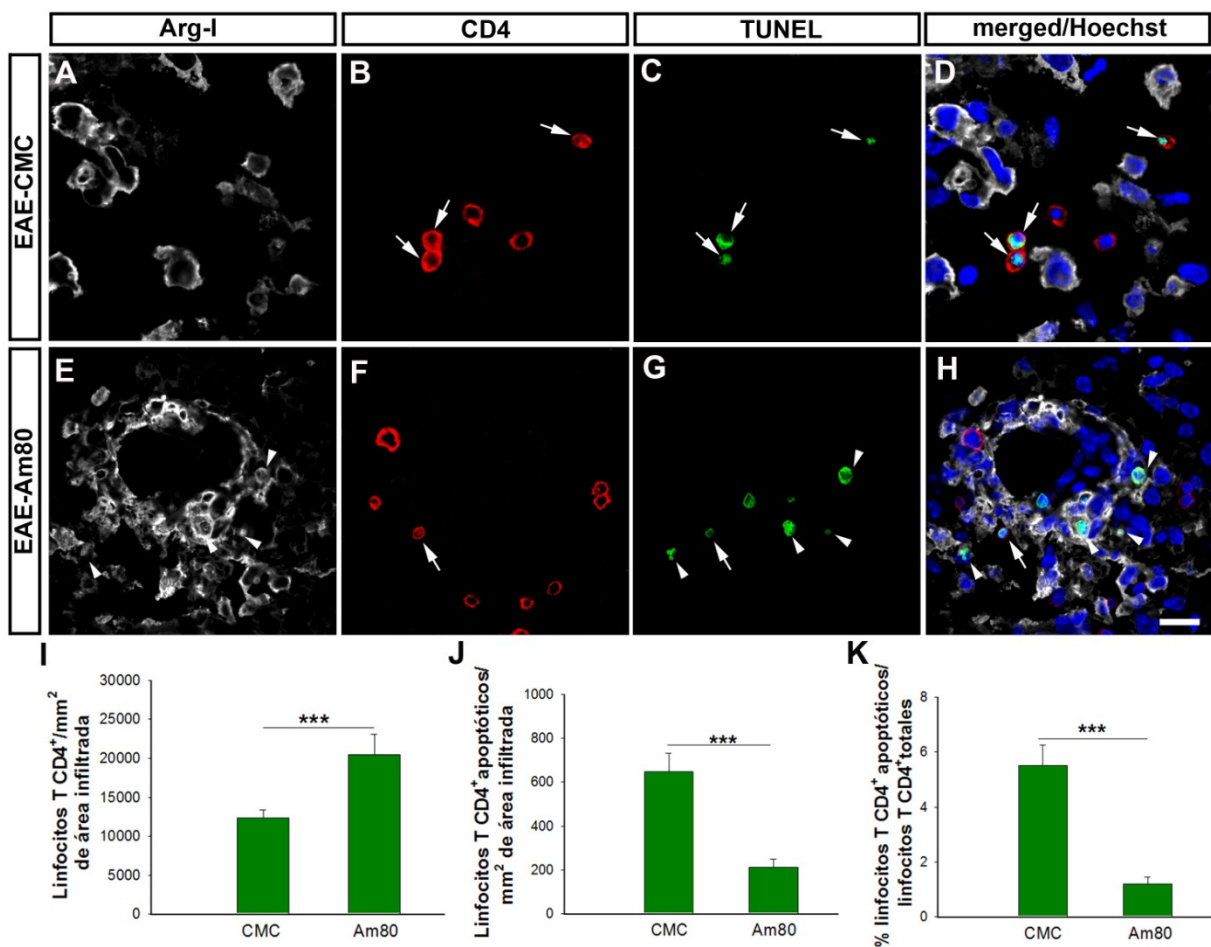 Arg-I
CD4
TUNEL
merged/Hoechst
EAE-CMC
A
B
C
D
EAE-Am80
E
F
G
H
I
Linfocitos T CD4⁺/mm²
de área infiltrada
30000
25000
20000
15000
10000
5000
0
***
CMC
Am80
J
Linfocitos T CD4⁺ apoptóticos/
mm² de área infiltrada
1000
800
600
400
200
0
***
CMC
Am80
K
% linfocitos T CD4⁺ apoptóticos/
linfocitos T CD4⁺totales
8
6
4
2
0
***
CMC
Am80